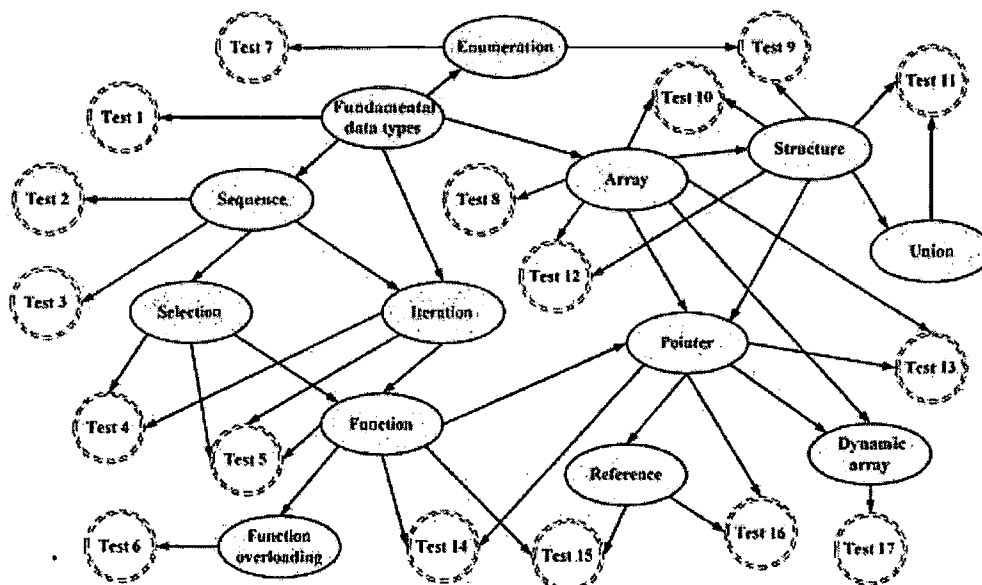 Test 7
Enumeration
Test 9
Test 1
Fundamental
data types
Test 10
Test 11
Structure
Test 2
Sequence
Test 8
Array
Union
Test 3
Selection
Iteration
Test 12
Pointer
Test 13
Test 4
Test 5
Function
Reference
Dynamic
array
Test 6
Function
overloading
Test 14
Test 15
Test 16
Test 17